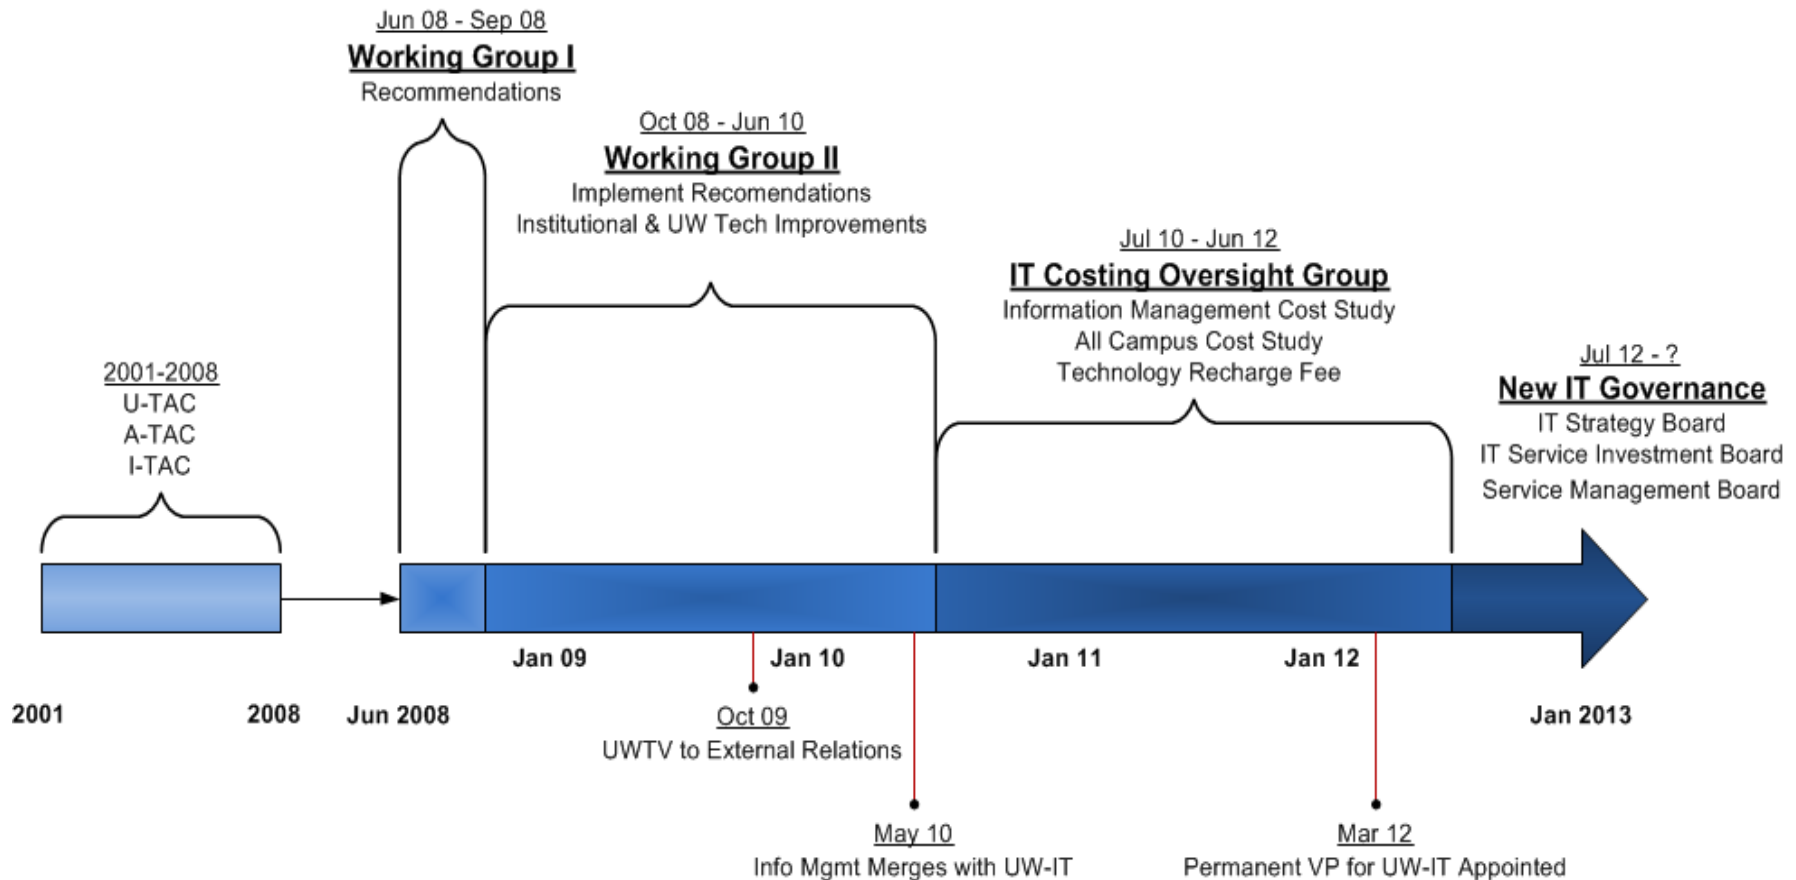 Jun 08 - Sep 08
Working Group I
Recommendations
Oct 08 - Jun 10
Working Group II
Implement Recomendations
Institutional & UW Tech Improvements
Jul 10 - Jun 12
IT Costing Oversight Group
Information Management Cost Study
All Campus Cost Study
Technology Recharge Fee
Jul 12 - ?
New IT Governance
IT Strategy Board
IT Service Investment Board
Service Management Board
2001-2008
U-TAC
A-TAC
I-TAC
Jan 09
Jan 10
Jan 11
Jan 12
2001
2008
Jun 2008
Jan 2013
Oct 09
UWTV to External Relations
May 10
Info Mgmt Merges with UW-IT
Mar 12
Permanent VP for UW-IT Appointed